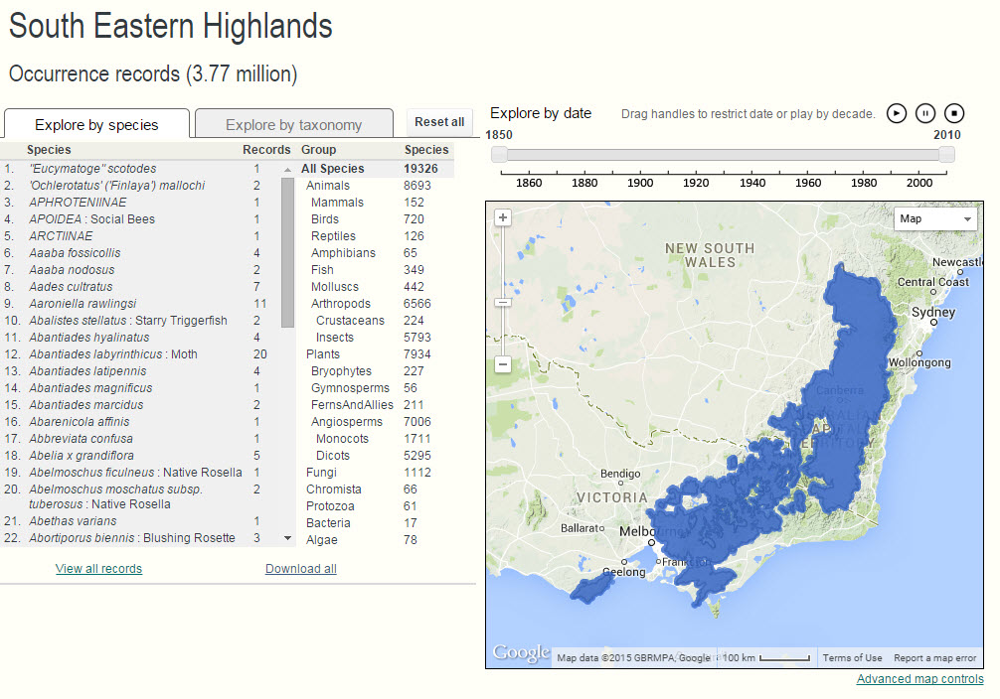 South Eastern Highlands
Occurrence records (3.77 million)
Explore by species
Explore by taxonomy
Reset all
Species Records
1. "Eucymatoge" scotodes 1
2. 'Ochlerotatus' ('Finlaya') mallochi 2
3. APHROTENIINAE 1
4. APOIDEA : Social Bees 1
5. ARCTIINAE 1
6. Aaaba fossicollis 4
7. Aaaba nodosus 2
8. Aades cultratus 7
9. Aaroniella rawlingsi 11
10. Abalistes stellatus : Starry Triggerfish 2
11. Abantiades hyalinatus 4
12. Abantiades labyrinthicus : Moth 20
13. Abantiades latipennis 4
14. Abantiades magnificus 1
15. Abantiades marcidus 2
16. Abarenicola affinis 1
17. Abbreviata confusa 1
18. Abelia x grandiflora 5
19. Abelmoschus ficulneus : Native Rosella 1
20. Abelmoschus moschatus subsp. 2
tuberosus : Native Rosella
21. Abethas varians 1
22. Abortiporus biennis : Blushing Rosette 3
Group Species
All Species 19326
Animals 8693
Mammals 152
Birds 720
Reptiles 126
Amphibians 65
Fish 349
Molluscs 442
Arthropods 6566
Crustaceans 224
Insects 5793
Plants 7934
Bryophytes 227
Gymnosperms 56
FernsAndAllies 211
Angiosperms 7006
Monocots 1711
Dicots 5295
Fungi 1112
Chromista 66
Protozoa 61
Bacteria 17
Algae 78
View all records
Download all
Explore by date
Drag handles to restrict date or play by decade.
1850 2010
1860 1880 1900 1920 1940 1960 1980 2000
Map
NEW SOUTH
WALES
Newcastle
Central Coast
Sydney
Wollongong
Canberra
Bendigo
VICTORIA
Ballarat
Geelong
Google
Map data ©2015 GBRMPA, Google
100 km
Terms of Use
Report a map error
Advanced map controls